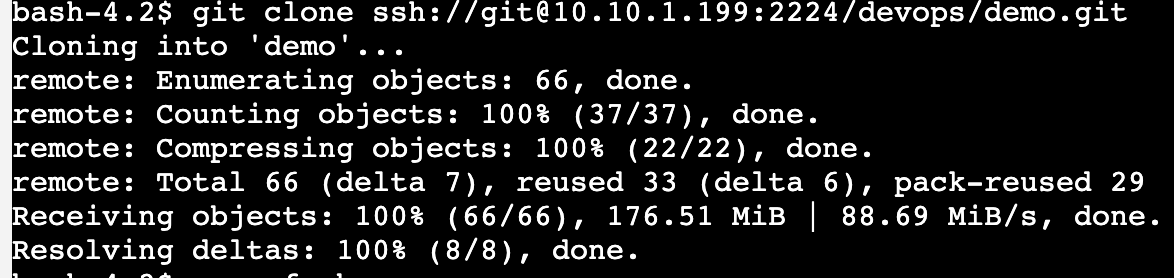 bash-4.2$ git clone ssh://git@10.10.1.199:2224/devops/demo.git
Cloning into 'demo'...
remote: Enumerating objects: 66, done.
remote: Counting objects: 100% (37/37), done.
remote: Compressing objects: 100% (22/22), done.
remote: Total 66 (delta 7), reused 33 (delta 6), pack-reused 29
Receiving objects: 100% (66/66), 176.51 MiB | 88.69 MiB/s, done.
Resolving deltas: 100% (8/8), done.